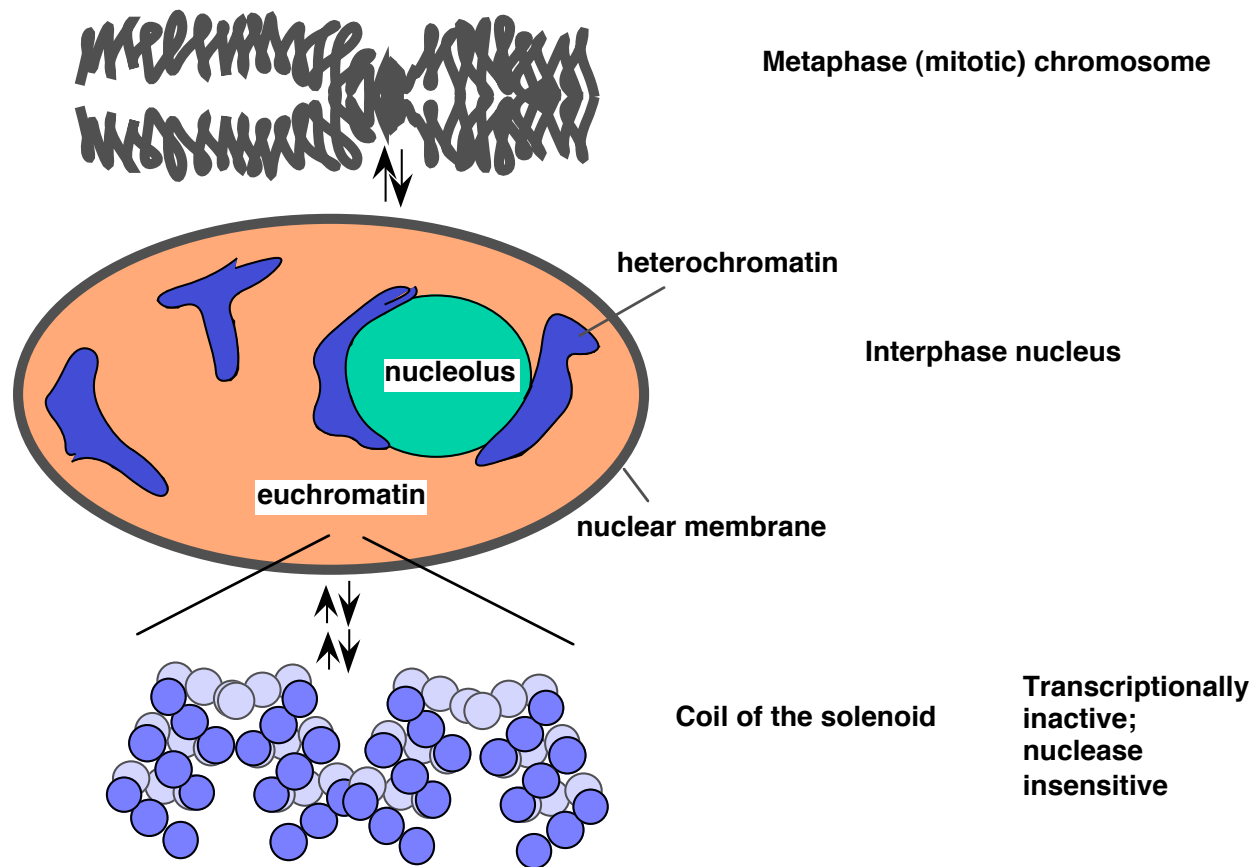 Metaphase (mitotic) chromosome
heterochromatin
Interphase nucleus
nucleolus
euchromatin
nuclear membrane
Coil of the solenoid
Transcriptionally
inactive;
nuclease
insensitive